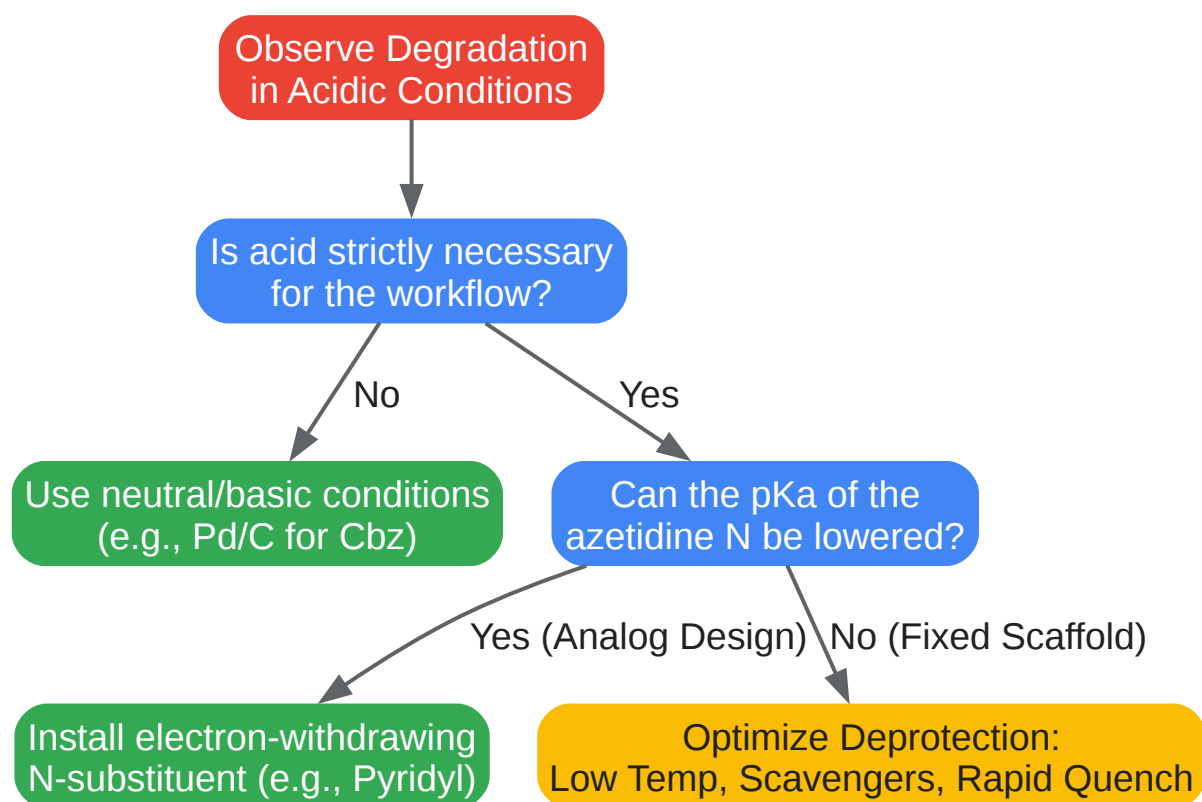 Observe Degradation
in Acidic Conditions
Is acid strictly necessary
for the workflow?
No
Yes
Use neutral/basic conditions
(e.g., Pd/C for Cbz)
Can the pKa of the
azetidine N be lowered?
Yes (Analog Design)
No (Fixed Scaffold)
Install electron-withdrawing
N-substituent (e.g., Pyridyl)
Optimize Deprotection:
Low Temp, Scavengers, Rapid Quench